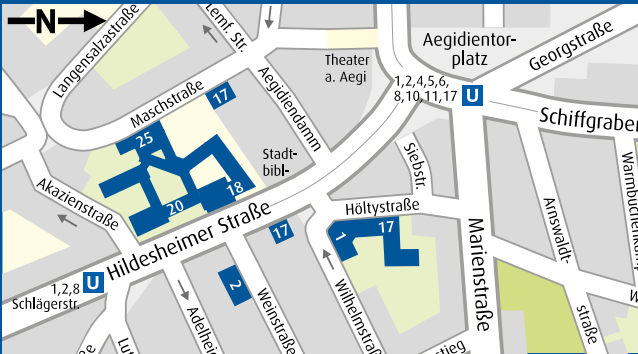 N
Langensalzastraße
Lemf. Str.
Maschstraße
17
Aegidiendamm
Theater
a. Aegi
Aegidientor-
platz
Georgstraße
1,2,4,5,6,
8,10,11,17
U
Schiffgraben
25
Stadt-
bibl-
18
20
Siebstr.
Akazienstraße
Hildesheimer Straße
Höltystraße
17
1
17
Marienstraße
Arnswaldt-
straße
1,2,8
Schlägerstr.
U
2
Weinstraße
Wilhelmstra
Adelhei